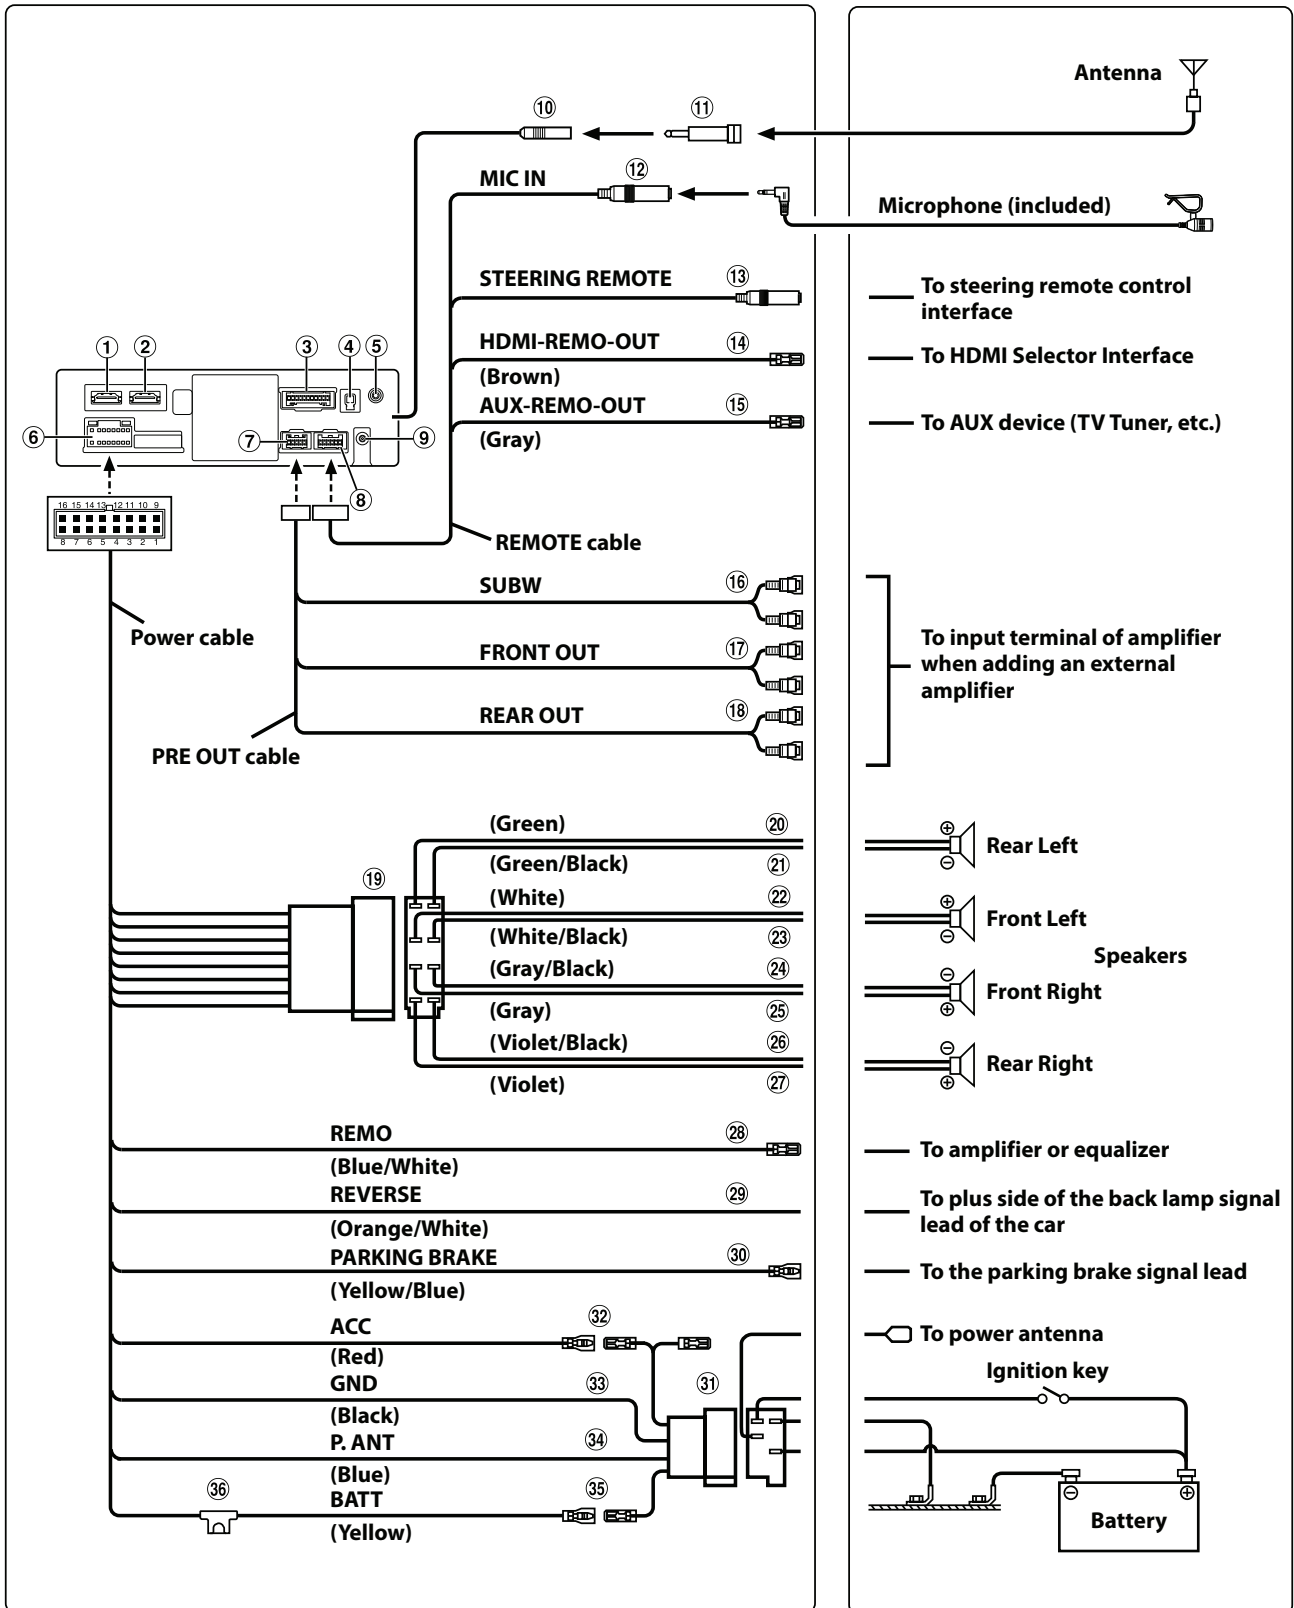 Antenna
⑩ ⑪
MIC IN ⑫
Microphone (included)
STEERING REMOTE ⑬
To steering remote control
interface
HDMI-REMO-OUT ⑭
(Brown)
To HDMI Selector Interface
AUX-REMO-OUT ⑮
(Gray)
To AUX device (TV Tuner, etc.)
① ② ③ ④ ⑤
⑥ ⑦ ⑨
⑧
16 15 14 13 12 11 10 9
8 7 6 5 4 3 2 1
REMOTE cable
SUBW ⑯
Power cable
FRONT OUT ⑰
To input terminal of amplifier
when adding an external
amplifier
REAR OUT ⑱
PRE OUT cable
(Green) ⑳
(Green/Black) ㉑
⊕
Rear Left
⊖
⑲
(White) ㉒
(White/Black) ㉓
⊕
Front Left
⊖
Speakers
(Gray/Black) ㉔
(Gray) ㉕
⊖
Front Right
⊕
(Violet/Black) ㉖
(Violet) ㉗
⊖
Rear Right
⊕
REMO ㉘
(Blue/White)
To amplifier or equalizer
REVERSE ㉙
(Orange/White)
To plus side of the back lamp signal
lead of the car
PARKING BRAKE ㉚
(Yellow/Blue)
To the parking brake signal lead
ACC ㉜
(Red)
To power antenna
Ignition key
GND ㉝ ㉛
(Black)
P. ANT ㉞
(Blue)
㊱ BATT ㉟
(Yellow)
⊖ ⊕
Battery